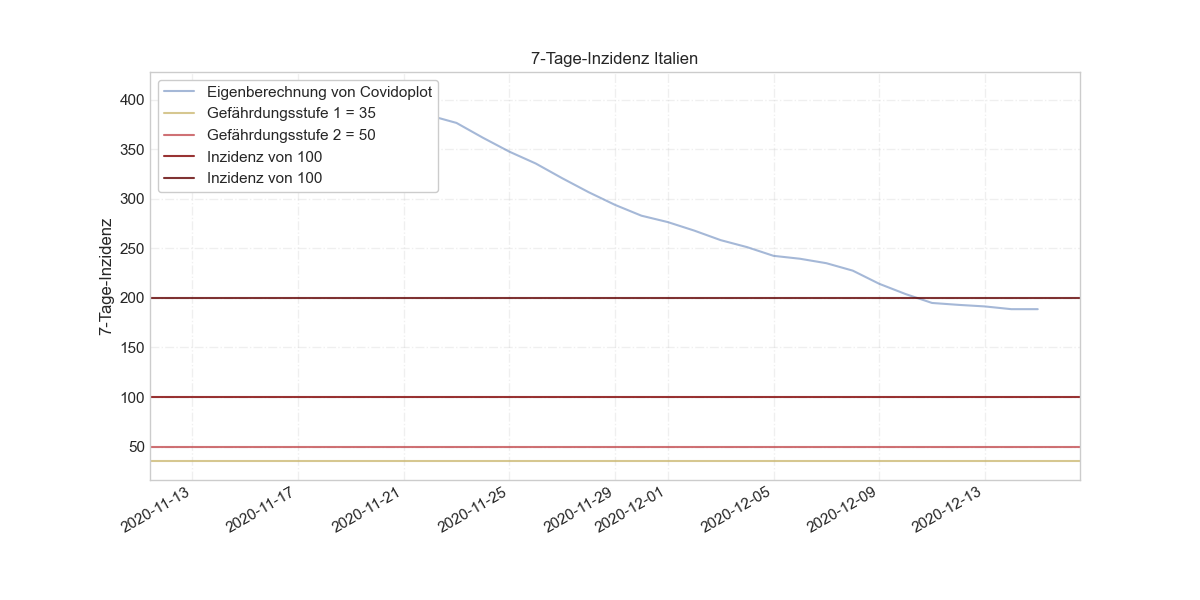 7-Tage-Inzidenz Italien
Eigenberechnung von Covidoplot
Gefährdungsstufe 1 = 35
Gefährdungsstufe 2 = 50
Inzidenz von 100
Inzidenz von 100
7-Tage-Inzidenz
400
350
300
250
200
150
100
50
2020-11-13
2020-11-17
2020-11-21
2020-11-25
2020-11-29
2020-12-01
2020-12-05
2020-12-09
2020-12-13